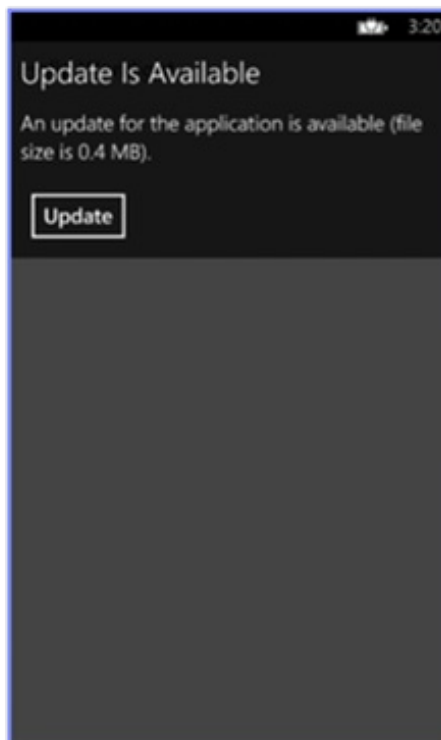 3:20
Update Is Available
An update for the application is available (file
size is 0.4 MB).
Update